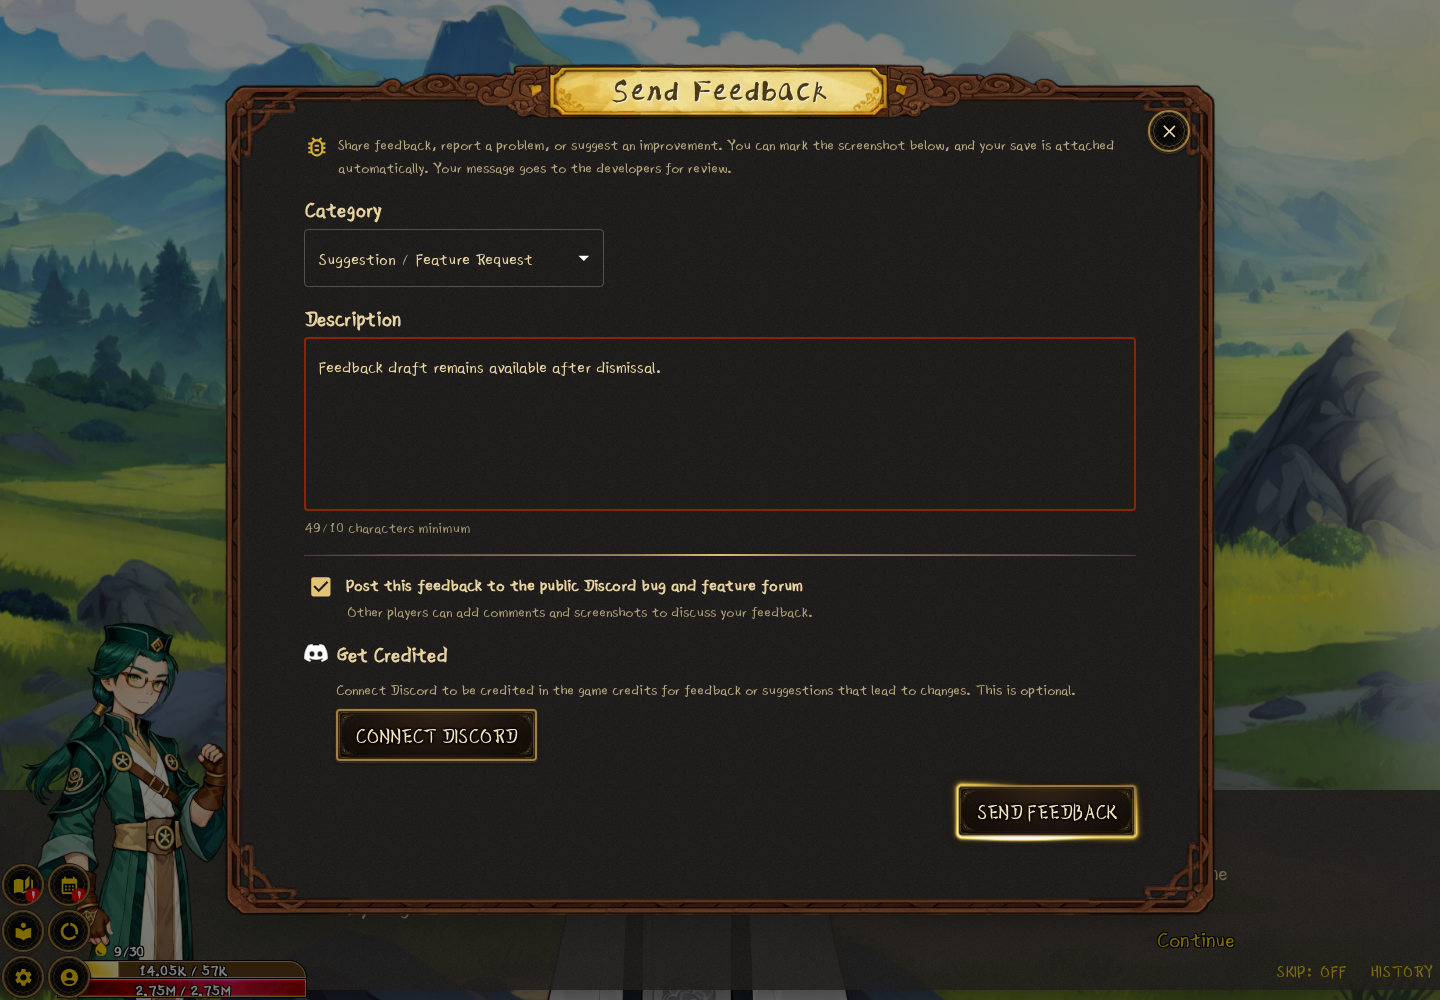 Send Feedback
Share feedback, report a problem, or suggest an improvement. You can mark the screenshot below, and your save is attached
automatically. Your message goes to the developers for review.
Category
Suggestion / Feature Request
Description
Feedback draft remains available after dismissal.
49/10 characters minimum
Post this feedback to the public Discord bug and feature forum
Other players can add comments and screenshots to discuss your feedback.
Get Credited
Connect Discord to be credited in the game credits for feedback or suggestions that lead to changes. This is optional.
CONNECT DISCORD
SEND FEEDBACK
Continue
9/30
14.05K / 57K
2.75M / 2.75M
SKIP: OFF HISTORY